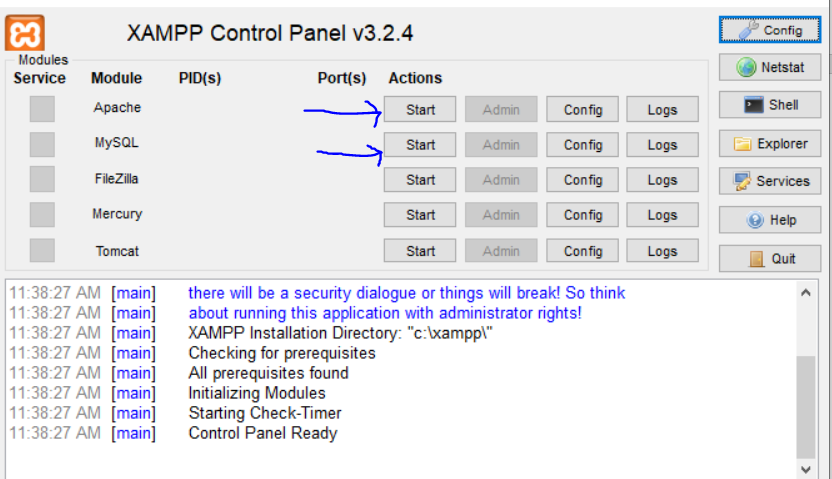 XAMPP Control Panel v3.2.4
Config
Modules
Netstat
Service Module PID(s) Port(s) Actions
Apache Start Admin Config Logs
Shell
MySQL Start Admin Config Logs
Explorer
FileZilla Start Admin Config Logs
Services
Mercury Start Admin Config Logs
Help
Tomcat Start Admin Config Logs
Quit
11:38:27 AM [main] there will be a security dialogue or things will break! So think
11:38:27 AM [main] about running this application with administrator rights!
11:38:27 AM [main] XAMPP Installation Directory: "c:\xampp\"
11:38:27 AM [main] Checking for prerequisites
11:38:27 AM [main] All prerequisites found
11:38:27 AM [main] Initializing Modules
11:38:27 AM [main] Starting Check-Timer
11:38:27 AM [main] Control Panel Ready